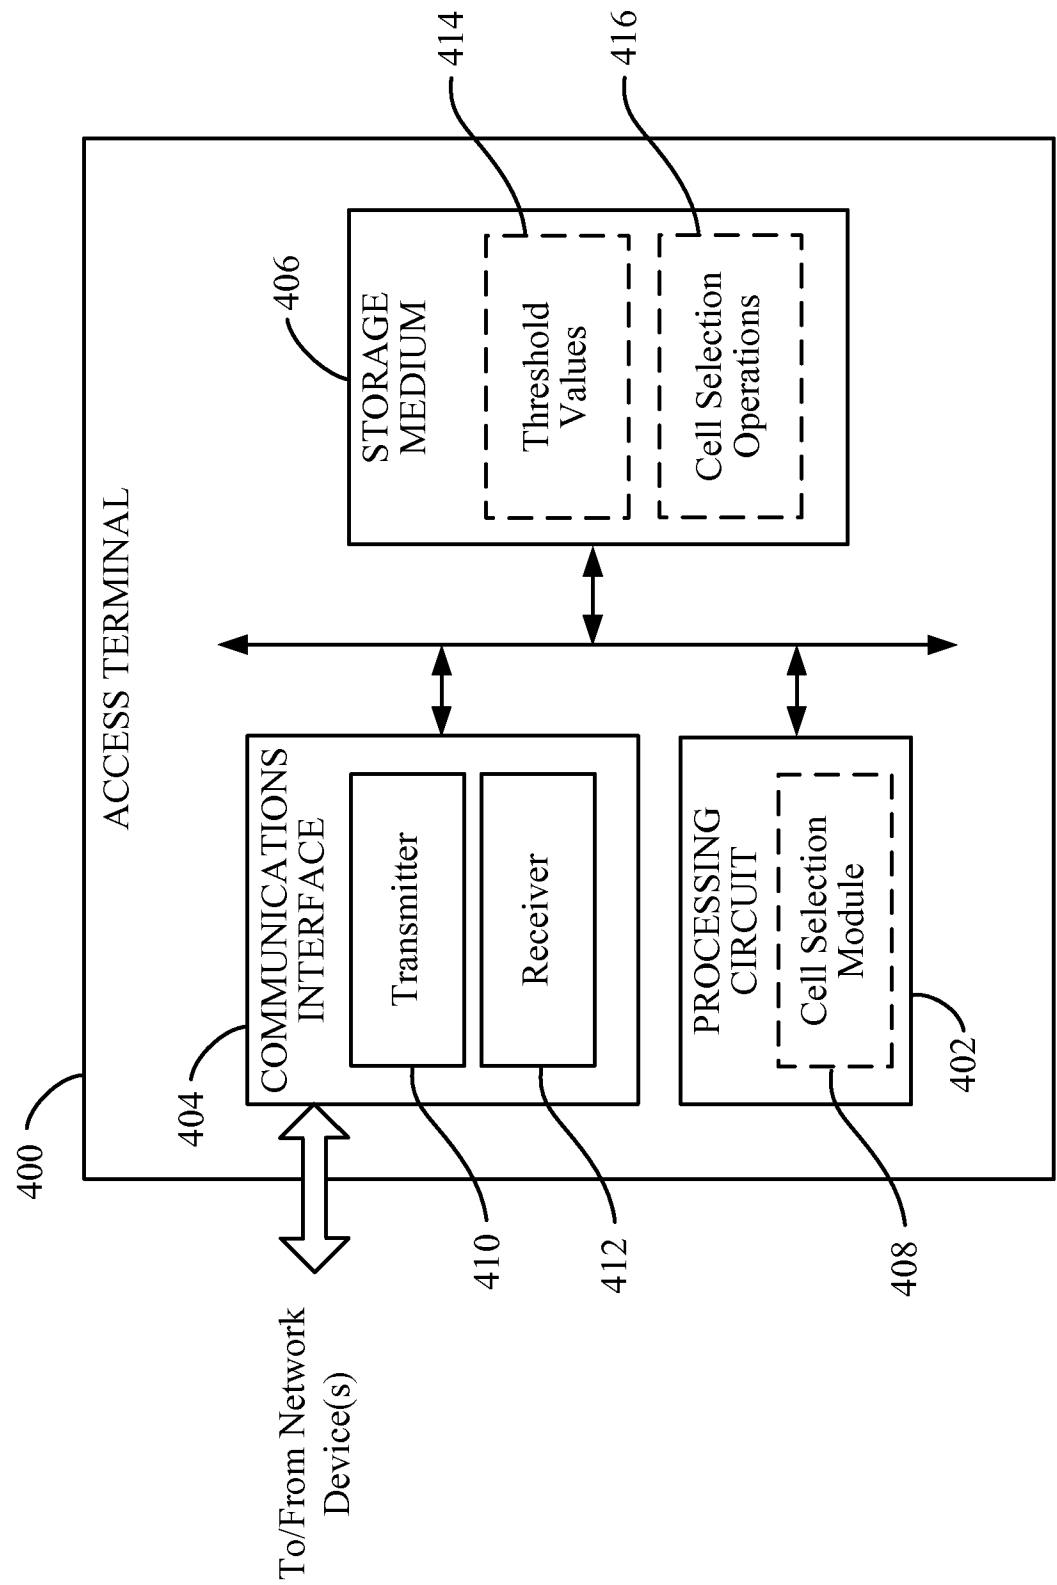 400
ACCESS TERMINAL
404
COMMUNICATIONS
INTERFACE
Transmitter
Receiver
410
412
To/From Network
Device(s)
406
STORAGE
MEDIUM
Threshold
Values
414
Cell Selection
Operations
416
PROCESSING
CIRCUIT
Cell Selection
Module
402
408